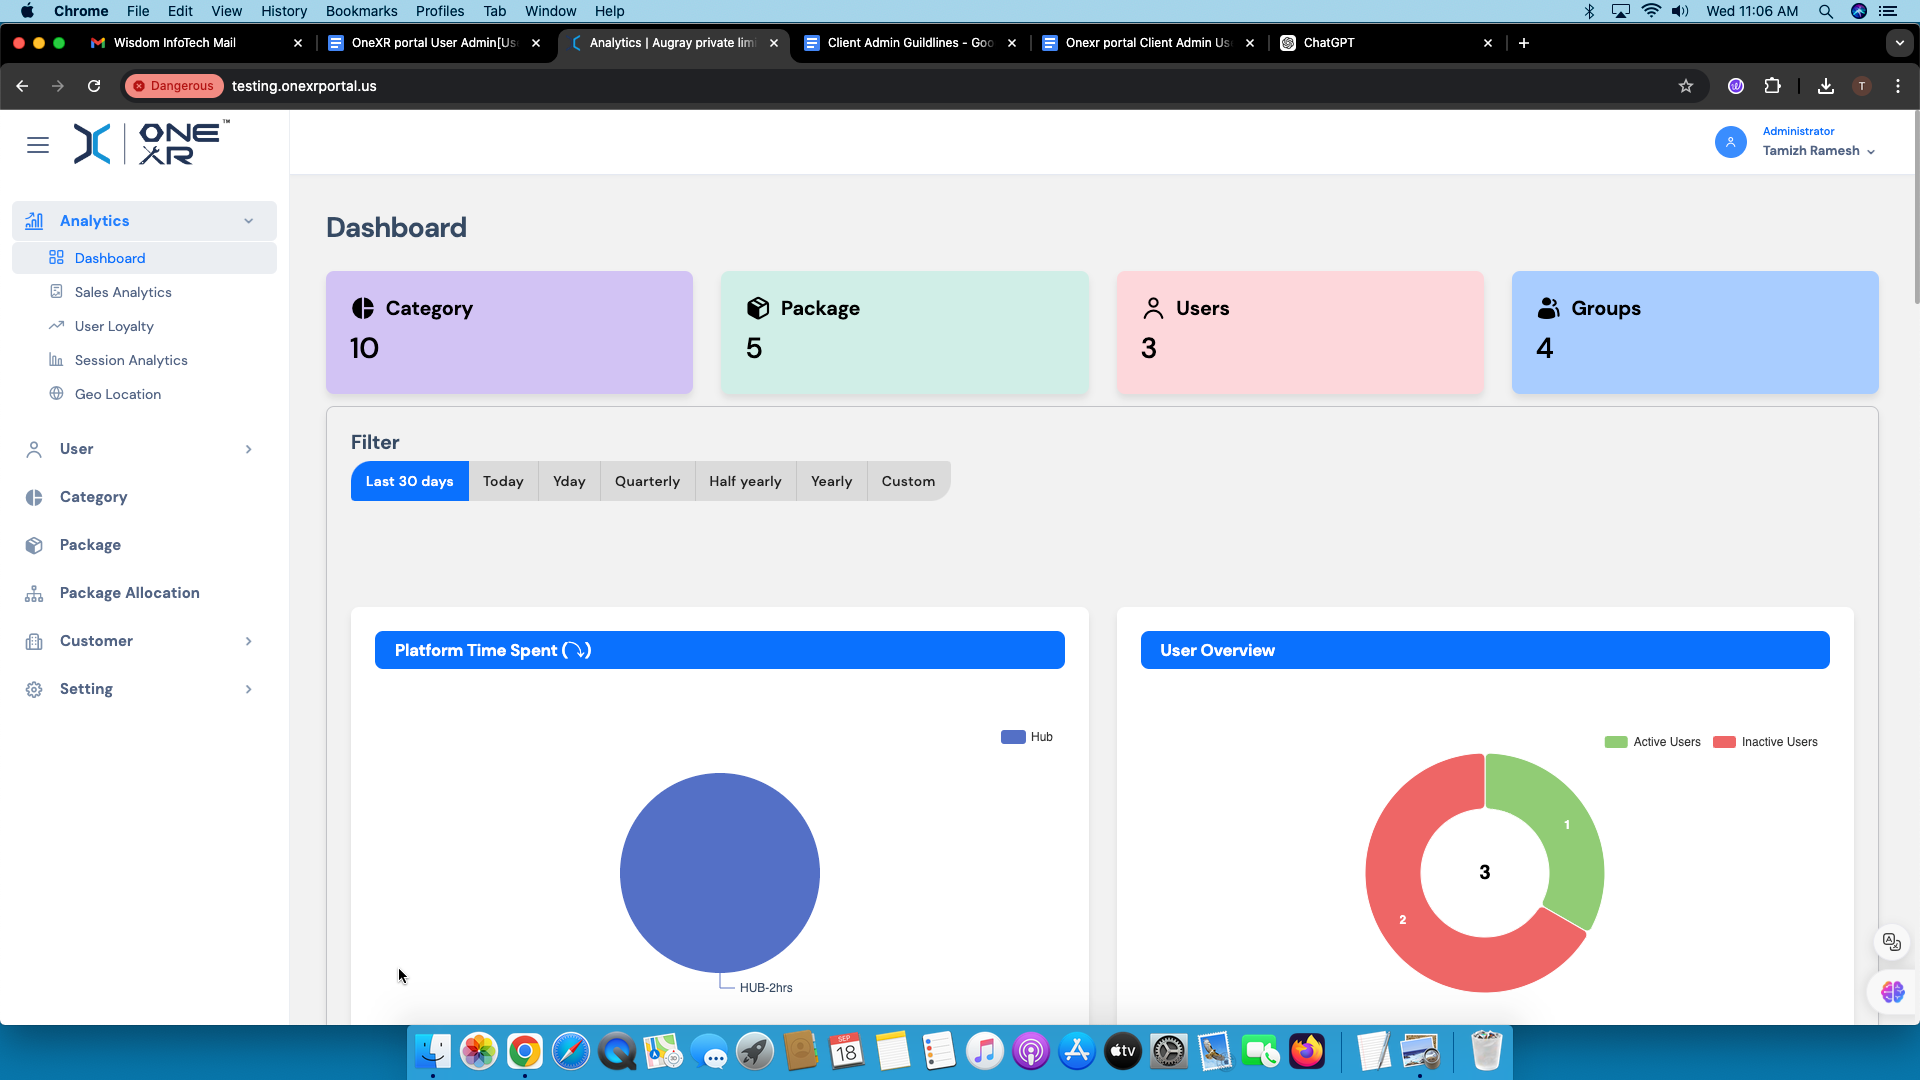 Chrome File Edit View History Bookmarks Profiles Tab Window Help Wed 11:06 AM
Wisdom InfoTech Mail OneXR portal User Admin[Us Analytics | Augray private lim Client Admin Guildlines - Goo Onexr portal Client Admin Us ChatGPT
Dangerous testing.onexrportal.us T
ONE XR ™
Administrator
Tamizh Ramesh
Analytics
Dashboard
Sales Analytics
User Loyalty
Session Analytics
Geo Location
User
Category
Package
Package Allocation
Customer
Setting
Dashboard
Category
10
Package
5
Users
3
Groups
4
Filter
Last 30 days Today Yday Quarterly Half yearly Yearly Custom
Platform Time Spent
Hub
HUB-2hrs
User Overview
Active Users Inactive Users
1
3
2
SEP
18
tv